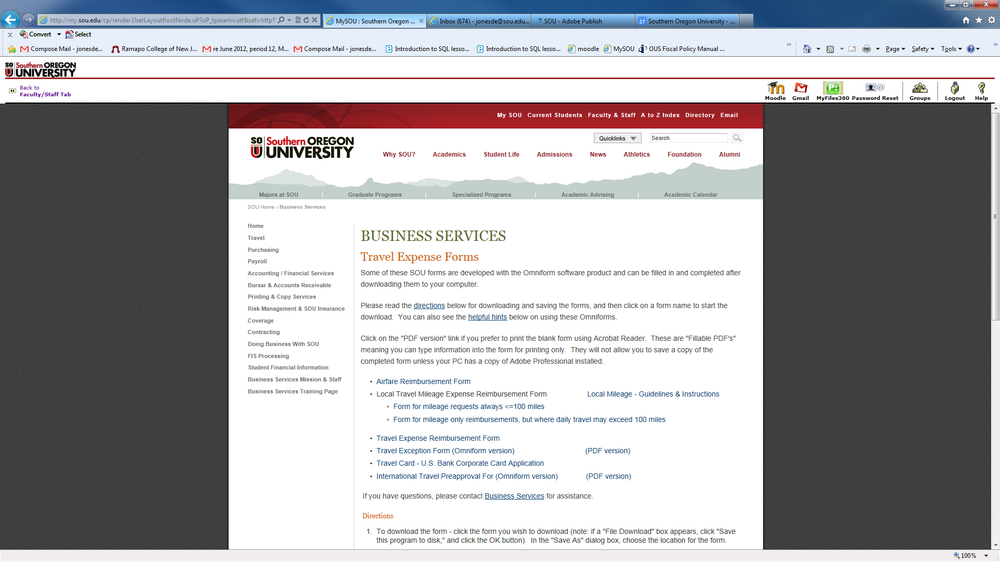 http://my.sou.edu/cp/render.UserLayoutRootNode.uP?uP_tparam=utf&utf=http%
MySOU : Southern Oregon ...
Inbox (674) - jonesde@sou.edu...
SOU - Adobe Publish
27 Southern Oregon University - ...
Convert
Select
Compose Mail - jonesde...
Ramapo College of New J...
re June 2012, period 12, M...
Compose Mail - jonesde...
Introduction to SQL lesso...
Introduction to SQL lesso...
moodle
MySOU
OUS Fiscal Policy Manual ...
Page
Safety
Tools
SO Southern OREGON
U UNIVERSITY
Back to
Faculty/Staff Tab
Moodle
Gmail
MyFiles360
Password Reset
Groups
Logout
Help
My SOU Current Students Faculty & Staff A to Z Index Directory Email
SO Southern OREGON
U UNIVERSITY
Quicklinks
Search
Why SOU? Academics Student Life Admissions News Athletics Foundation Alumni
Majors at SOU | Graduate Programs | Specialized Programs | Academic Advising | Academic Calendar
SOU Home » Business Services
Home
Travel
Purchasing
Payroll
Accounting / Financial Services
Bursar & Accounts Receivable
Printing & Copy Services
Risk Management & SOU Insurance
Coverage
Contracting
Doing Business With SOU
FIS Processing
Student Financial Information
Business Services Mission & Staff
Business Services Training Page
BUSINESS SERVICES
Travel Expense Forms
Some of these SOU forms are developed with the Omniform software product and can be filled in and completed after
downloading them to your computer.
Please read the directions below for downloading and saving the forms, and then click on a form name to start the
download. You can also see the helpful hints below on using these Omniforms.
Click on the "PDF version" link if you prefer to print the blank form using Acrobat Reader. These are "Fillable PDF's"
meaning you can type information into the form for printing only. They will not allow you to save a copy of the
completed form unless your PC has a copy of Adobe Professional installed.
• Airfare Reimbursement Form
• Local Travel Mileage Expense Reimbursement Form Local Mileage - Guidelines & Instructions
▫ Form for mileage requests always <=100 miles
▫ Form for mileage only reimbursements, but where daily travel may exceed 100 miles
• Travel Expense Reimbursement Form
• Travel Exception Form (Omniform version) (PDF version)
• Travel Card - U.S. Bank Corporate Card Application
• International Travel Preapproval For (Omniform version) (PDF version)
If you have questions, please contact Business Services for assistance.
Directions
1. To download the form - click the form you wish to download (note: if a "File Download" box appears, click "Save
this program to disk," and click the OK button). In the "Save As" dialog box, choose the location for the form.
100%